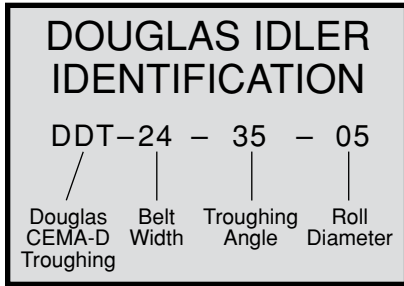 DOUGLAS IDLER
IDENTIFICATION
DDT–24 – 35 – 05
Douglas Belt Troughing Roll
CEMA-D Width Angle Diameter
Troughing